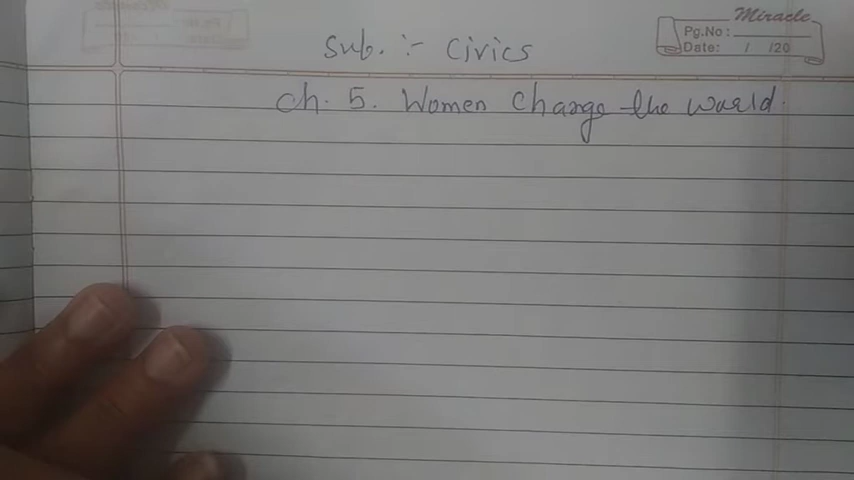 Miracle
Pg.No:
Date: / /20
Sub. :- Civics
Ch. 5. Women Change the world.